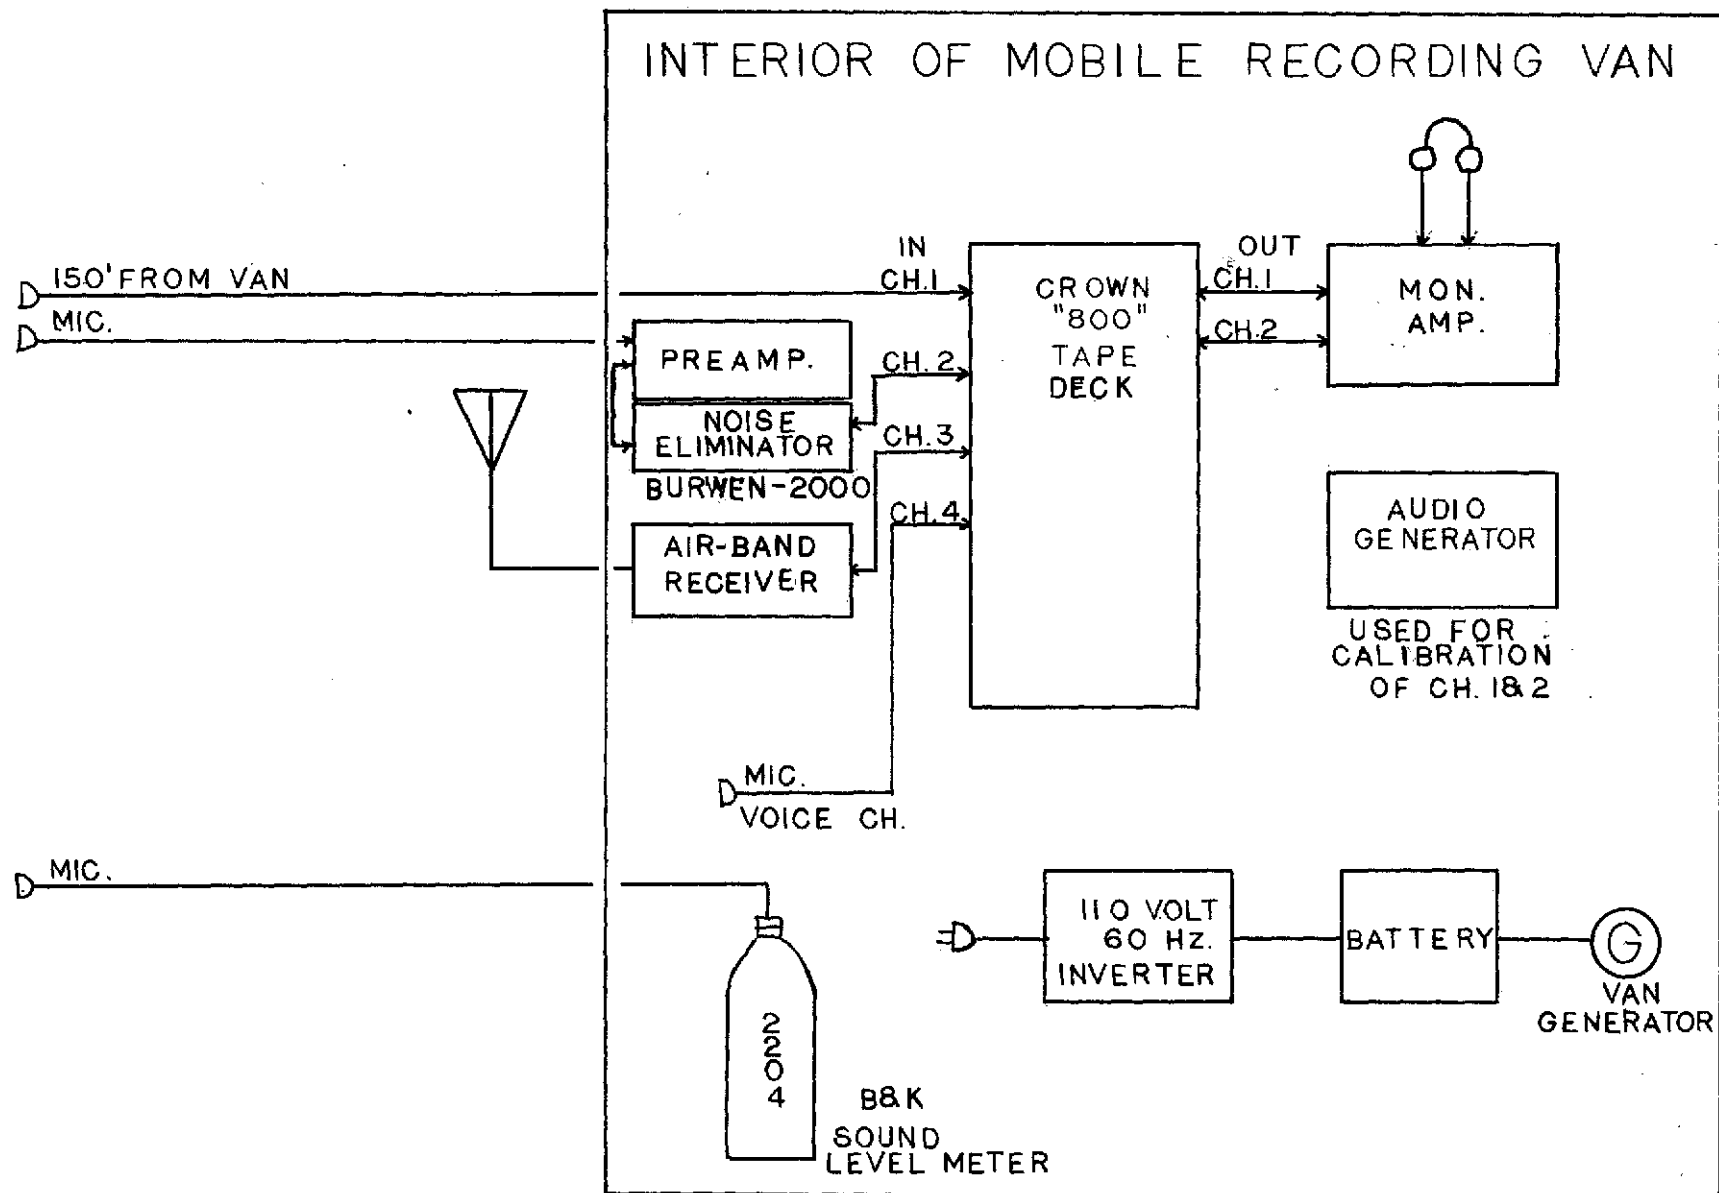 INTERIOR OF MOBILE RECORDING VAN
150' FROM VAN
MIC.
IN
CH.1
PREAMP.
CH.2
NOISE
ELIMINATOR
BURWEN-2000
CH.3
CH.4
AIR-BAND
RECEIVER
CROWN
"800"
TAPE
DECK
OUT
CH.1
CH.2
MON.
AMP.
AUDIO
GENERATOR
USED FOR
CALIBRATION
OF CH. 1&2
MIC.
VOICE CH.
MIC.
2204
B&K
SOUND
LEVEL METER
110 VOLT
60 Hz.
INVERTER
BATTERY
G
VAN
GENERATOR